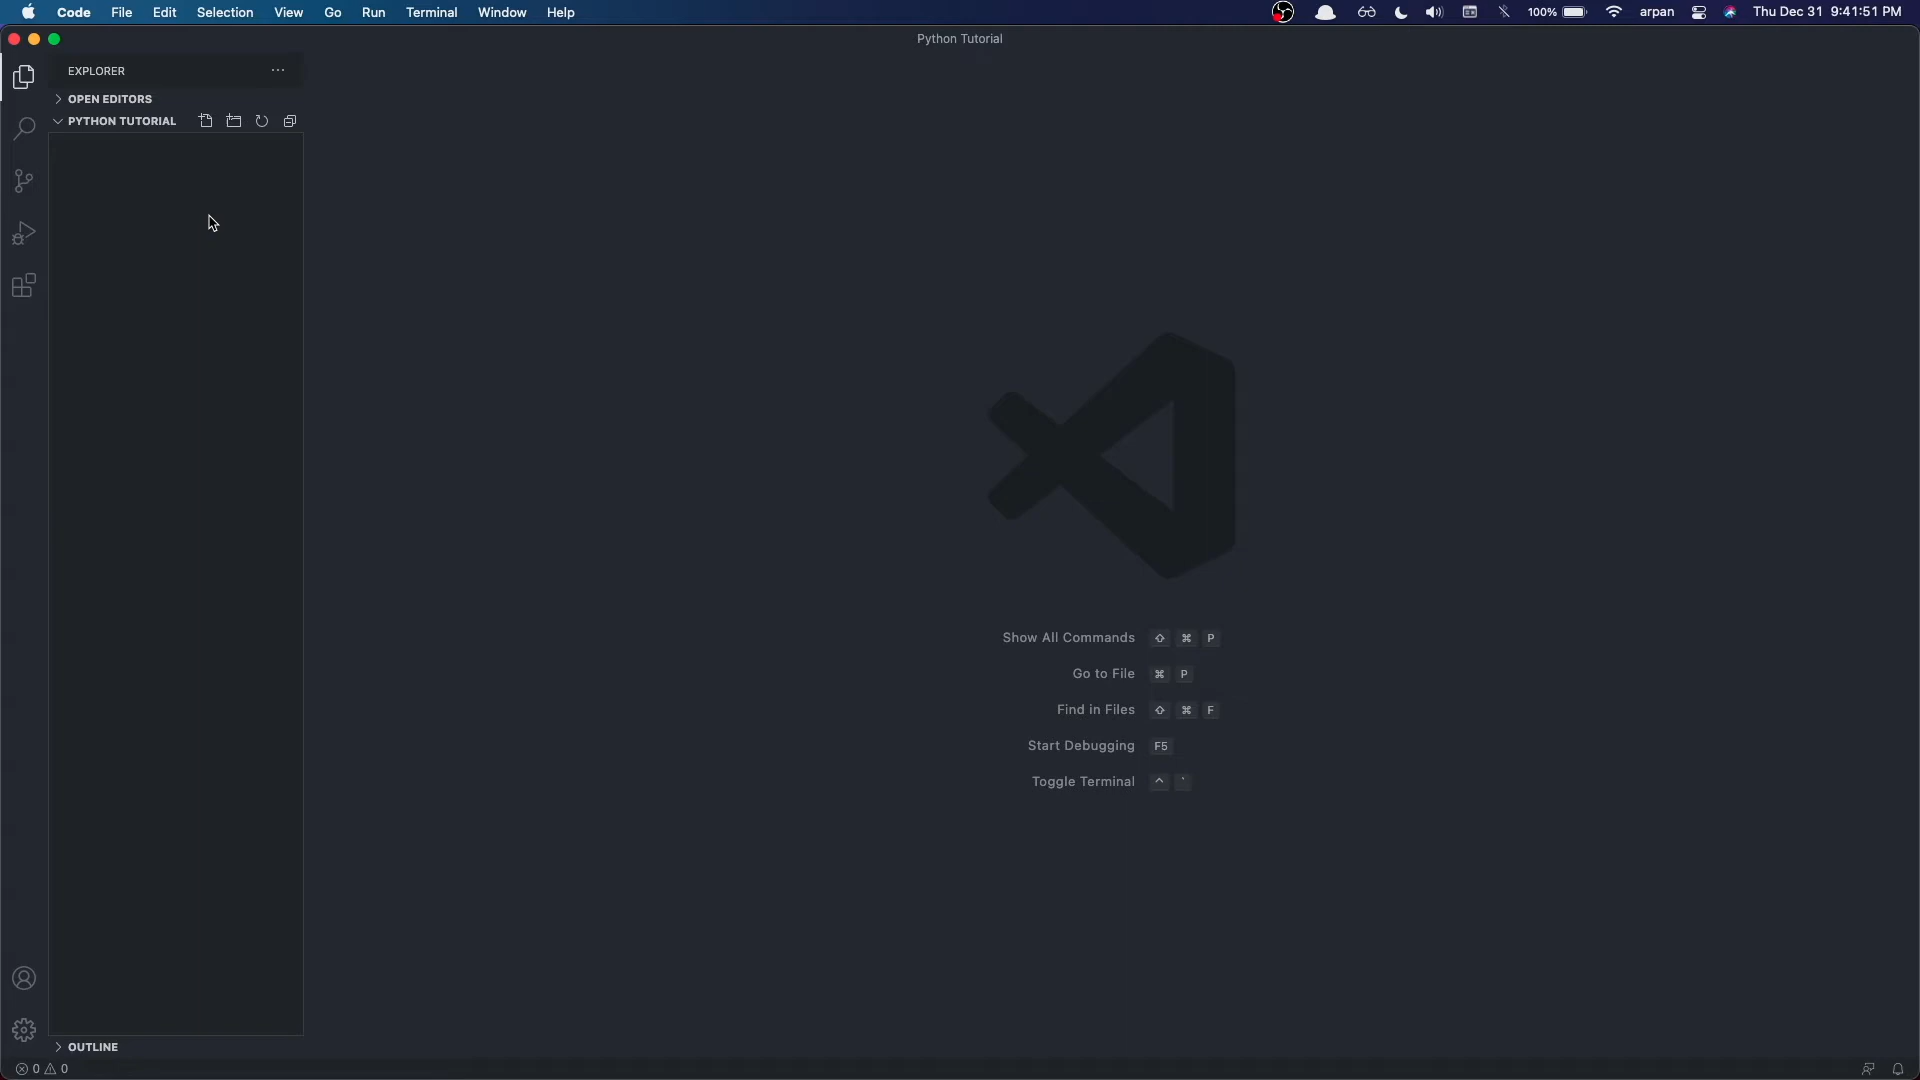 Code File Edit Selection View Go Run Terminal Window Help 100% arpan Thu Dec 31 9:41:51 PM
Python Tutorial
EXPLORER
OPEN EDITORS
PYTHON TUTORIAL
Show All Commands ⇧ ⌘ P
Go to File ⌘ P
Find in Files ⇧ ⌘ F
Start Debugging F5
Toggle Terminal ^ `
OUTLINE
0 0